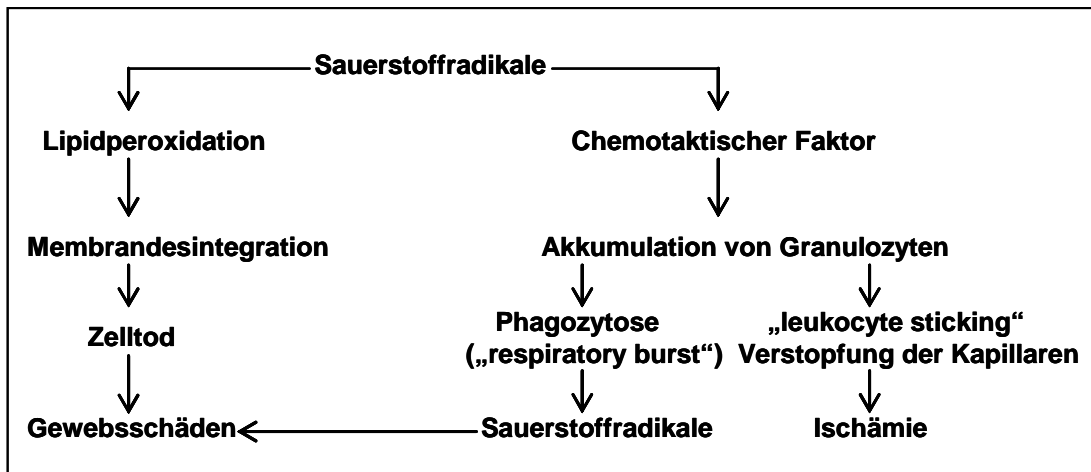 Sauerstoffradikale
Lipidperoxidation
Chemotaktischer Faktor
Membrandesintegration
Akkumulation von Granulozyten
Zelltod
Phagozytose
(„respiratory burst“)
„leukocyte sticking“
Verstopfung der Kapillaren
Gewebsschäden
Sauerstoffradikale
Ischämie